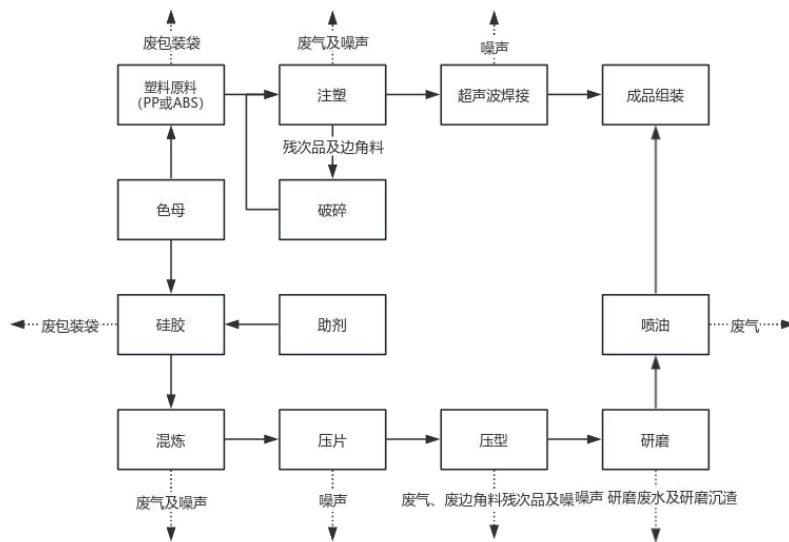 废包装袋
废气及噪声
噪声
塑料原料
(PP或ABS)
注塑
超声波焊接
成品组装
残次品及边角料
色母
破碎
废包装袋
硅胶
助剂
喷油
废气
混炼
压片
压型
研磨
废气及噪声
噪声
废气、废边角料残次品及噪
噪声 研磨废水及研磨沉渣